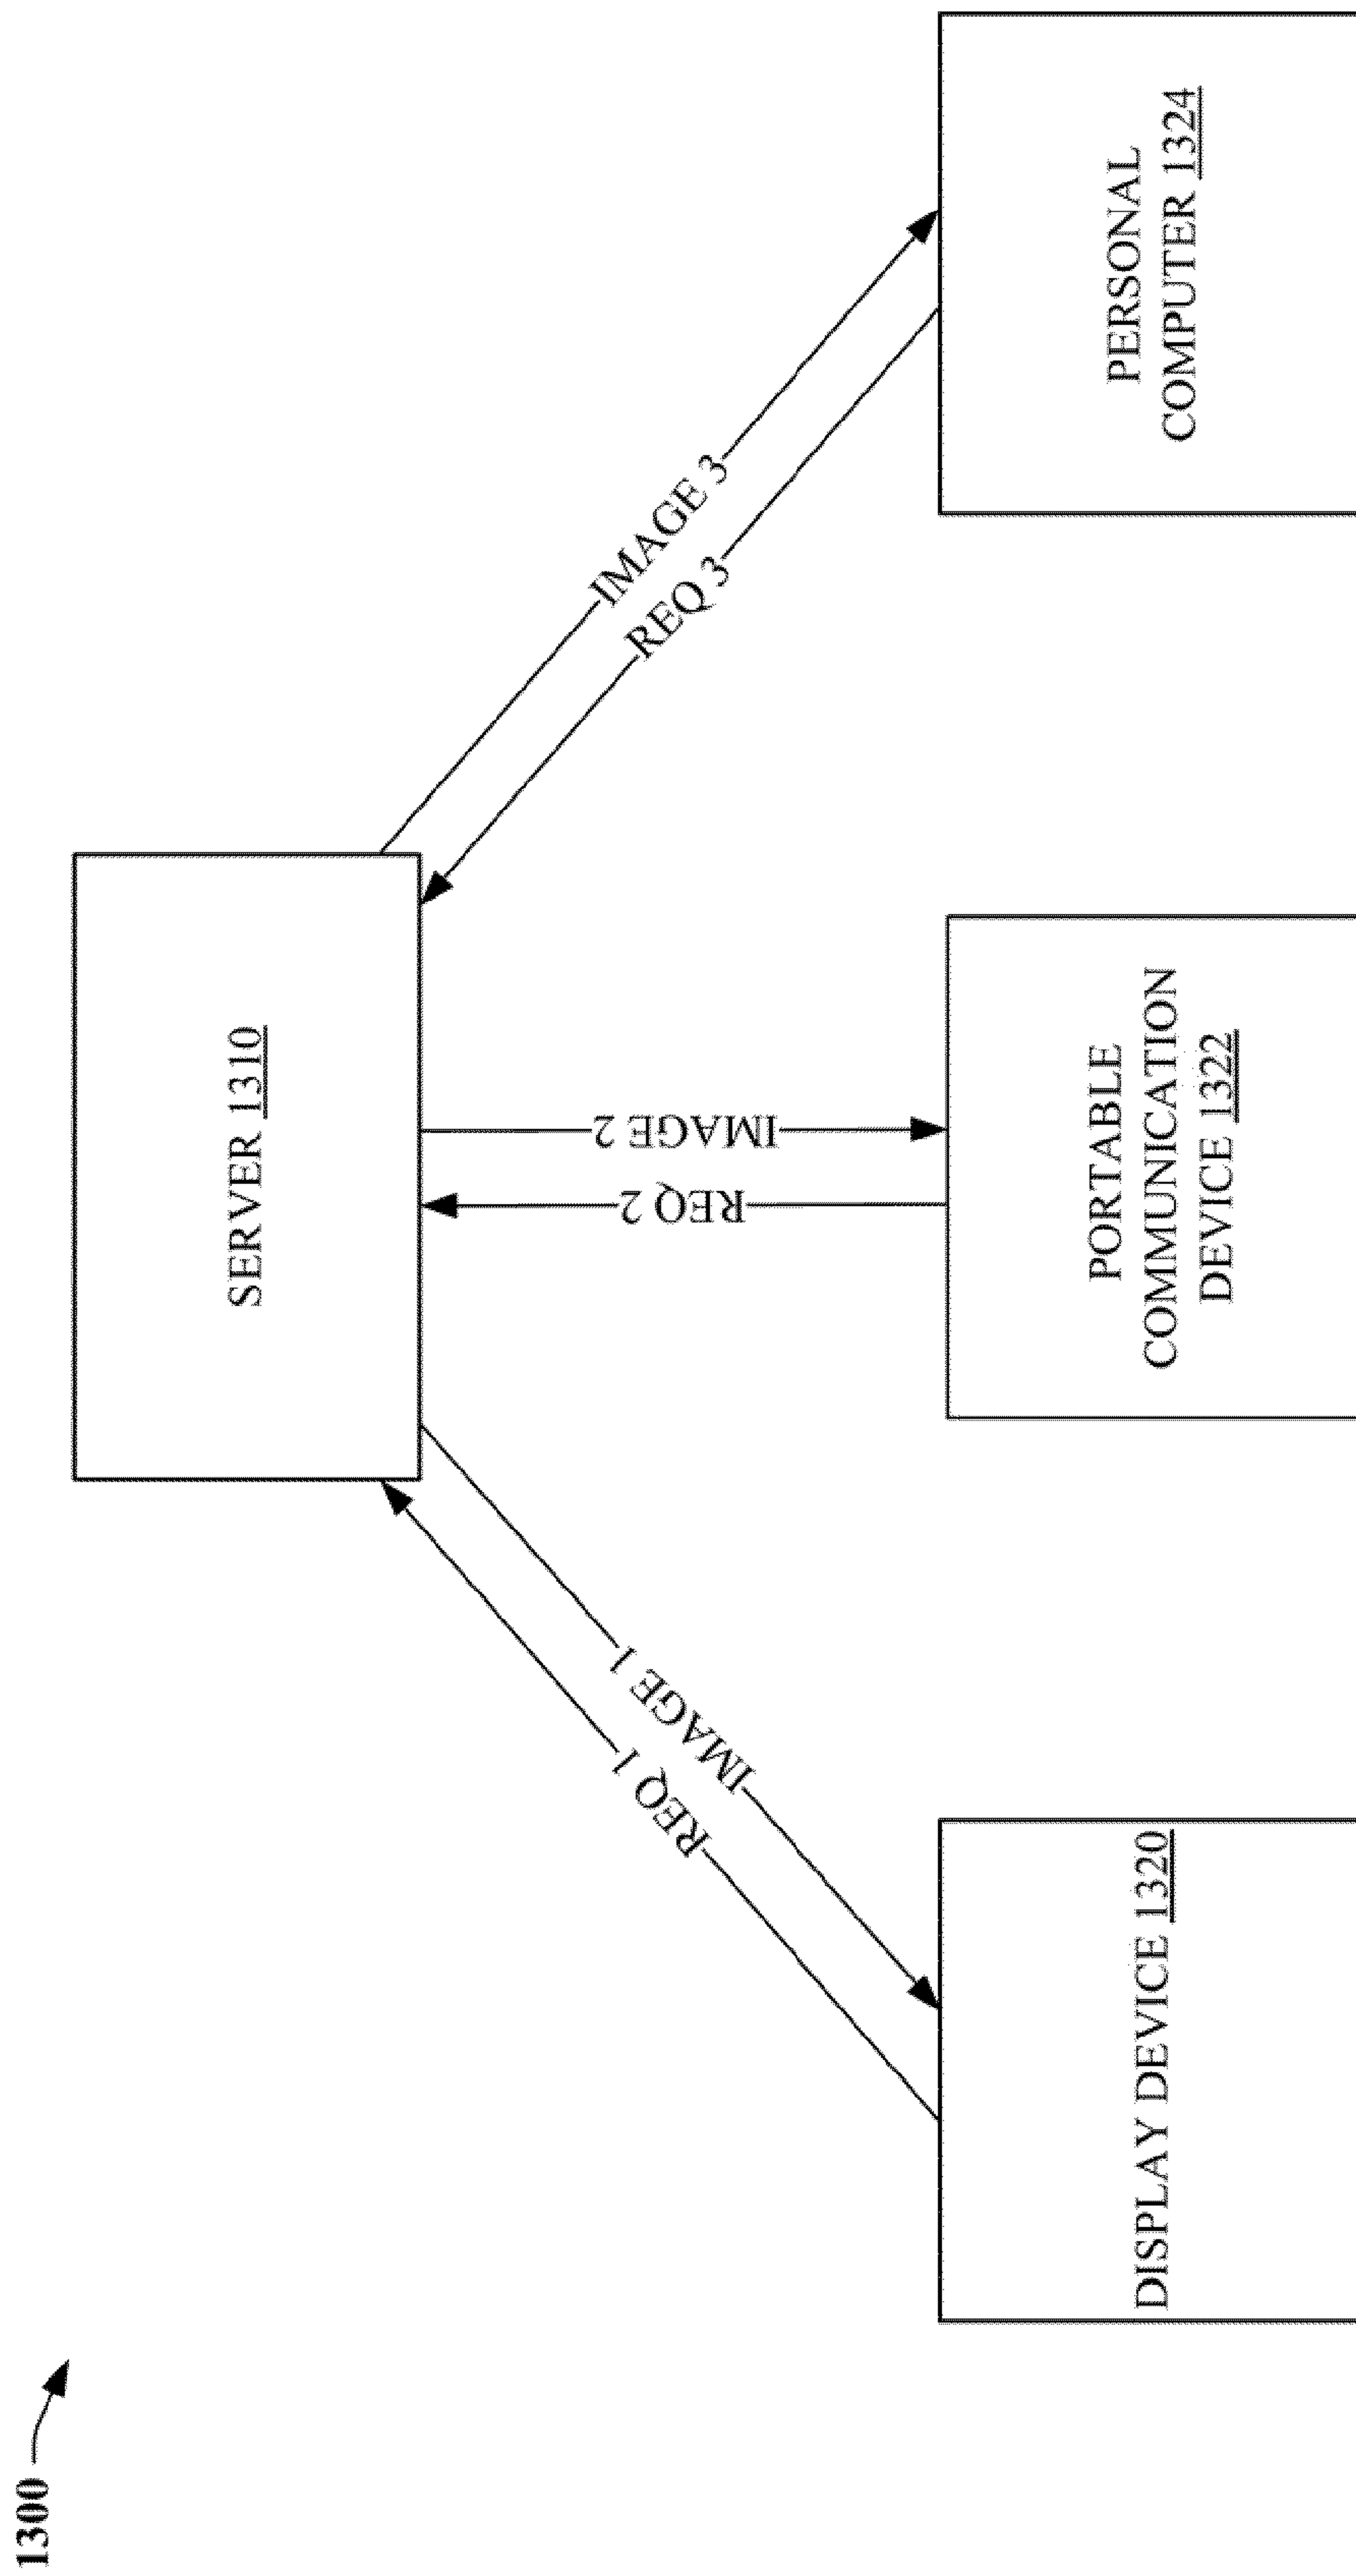 1300
SERVER 1310
REQ 1
IMAGE 1
REQ 2
IMAGE 2
IMAGE 3
REQ 3
DISPLAY DEVICE 1320
PORTABLE
COMMUNICATION
DEVICE 1322
PERSONAL
COMPUTER 1324